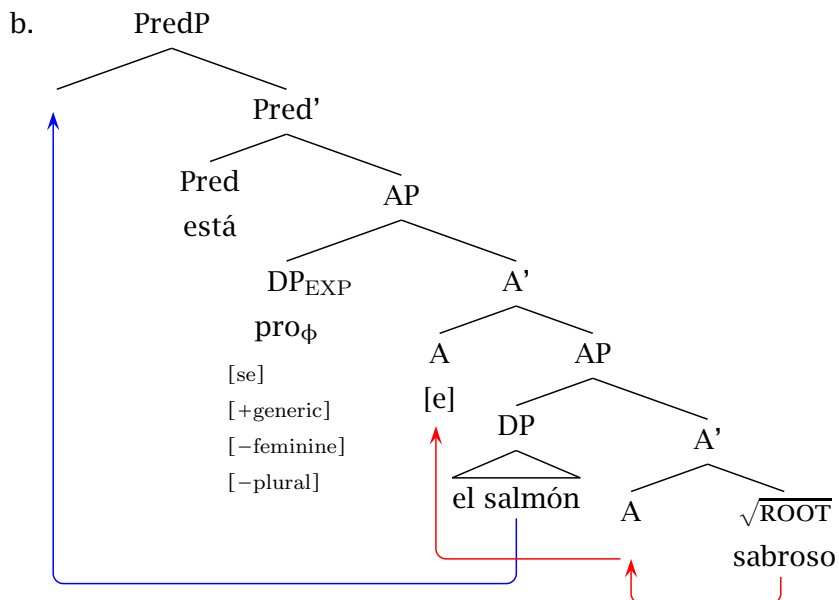 b. PredP
Pred'
Pred AP
está
DP_EXP A'
pro_ϕ
A AP
[se]
[e]
[+generic]
DP A'
[−feminine]
[−plural]
el salmón A √ROOT
sabroso